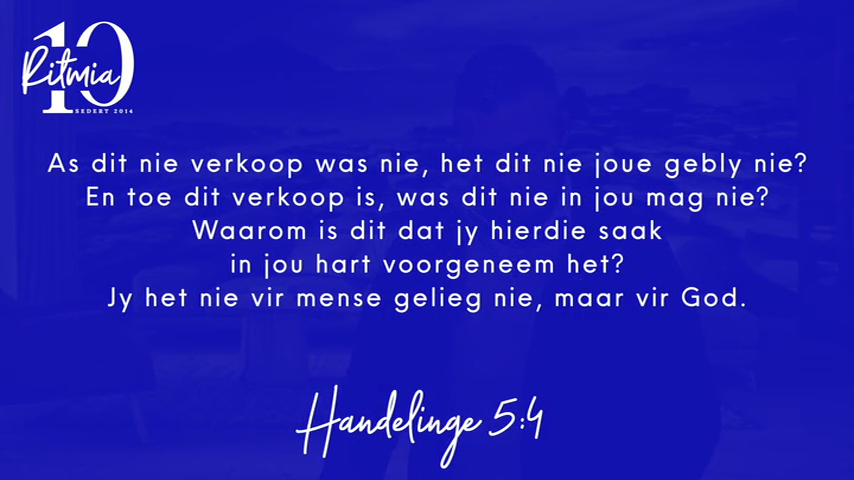 10
Ritmia
SEDERT 2014
As dit nie verkoop was nie, het dit nie joue gebly nie?
En toe dit verkoop is, was dit nie in jou mag nie?
Waarom is dit dat jy hierdie saak
in jou hart voorgeneem het?
Jy het nie vir mense gelieg nie, maar vir God.
Handelinge 5:4